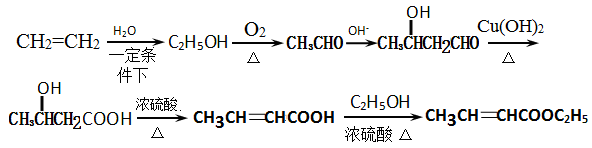 CH2=CH2 H2O 一定条件下 C2H5OH O2 △ CH3CHO OH- OH CH3CHCH2CHO Cu(OH)2 △
OH CH3CHCH2COOH 浓硫酸 △ CH3CH=CHCOOH C2H5OH 浓硫酸 △ CH3CH=CHCOOC2H5